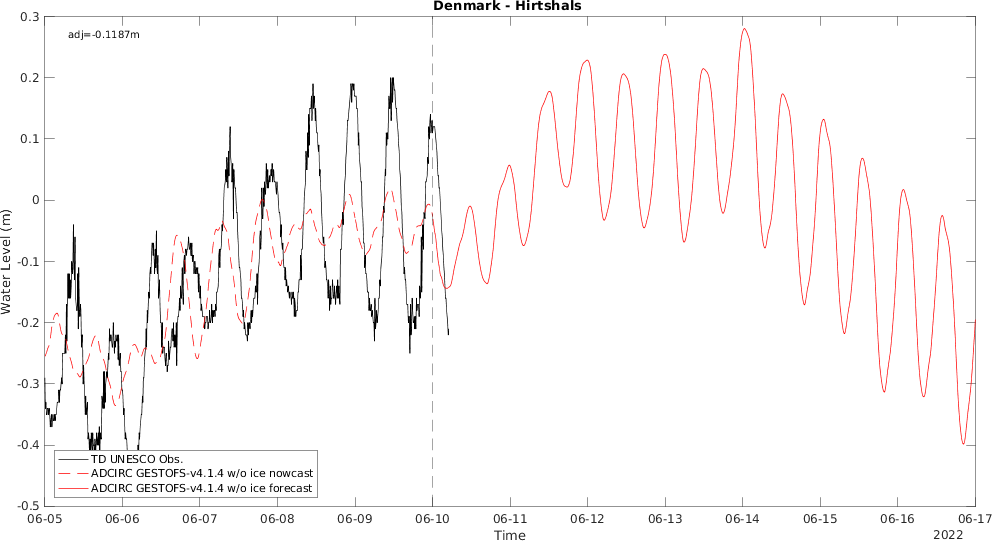 Denmark - Hirtshals
adj=-0.1187m
0.3
0.2
0.1
0
-0.1
-0.2
-0.3
-0.4
-0.5
Water Level (m)
TD UNESCO Obs.
ADCIRC GESTOFS-v4.1.4 w/o ice nowcast
ADCIRC GESTOFS-v4.1.4 w/o ice forecast
06-05 06-06 06-07 06-08 06-09 06-10 06-11 06-12 06-13 06-14 06-15 06-16 06-17
Time
2022